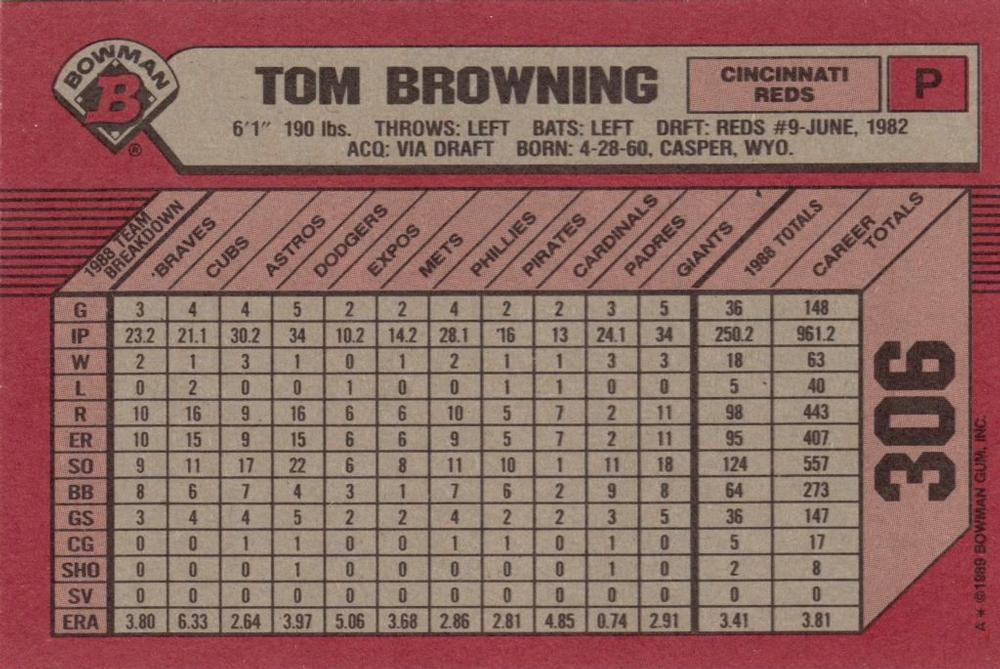 BOWMAN
B
®
TOM BROWNING
CINCINNATI
REDS
P
6'1" 190 lbs. THROWS: LEFT BATS: LEFT DRFT: REDS #9-JUNE, 1982
ACQ: VIA DRAFT BORN: 4-28-60, CASPER, WYO.
1988 TEAM BREAKDOWN BRAVES CUBS ASTROS DODGERS EXPOS METS PHILLIES PIRATES CARDINALS PADRES GIANTS 1988 TOTALS CAREER TOTALS
G 3 4 4 5 2 2 4 2 2 3 5 36 148
IP 23.2 21.1 30.2 34 10.2 14.2 28.1 16 13 24.1 34 250.2 961.2
W 2 1 3 1 0 1 2 1 1 3 3 18 63
L 0 2 0 0 1 0 0 1 1 0 0 5 40
R 10 16 9 16 6 6 10 5 7 2 11 98 443
ER 10 15 9 15 6 6 9 5 7 2 11 95 407
SO 9 11 17 22 6 8 11 10 1 11 18 124 557
BB 8 6 7 4 3 1 7 6 2 9 8 64 273
GS 3 4 4 5 2 2 4 2 2 3 5 36 147
CG 0 0 1 1 0 0 1 1 0 1 0 5 17
SHO 0 0 0 1 0 0 0 0 0 1 0 2 8
SV 0 0 0 0 0 0 0 0 0 0 0 0 0
ERA 3.80 6.33 2.64 3.97 5.06 3.68 2.86 2.81 4.85 0.74 2.91 3.41 3.81
306
A * ©1989 BOWMAN GUM, INC.